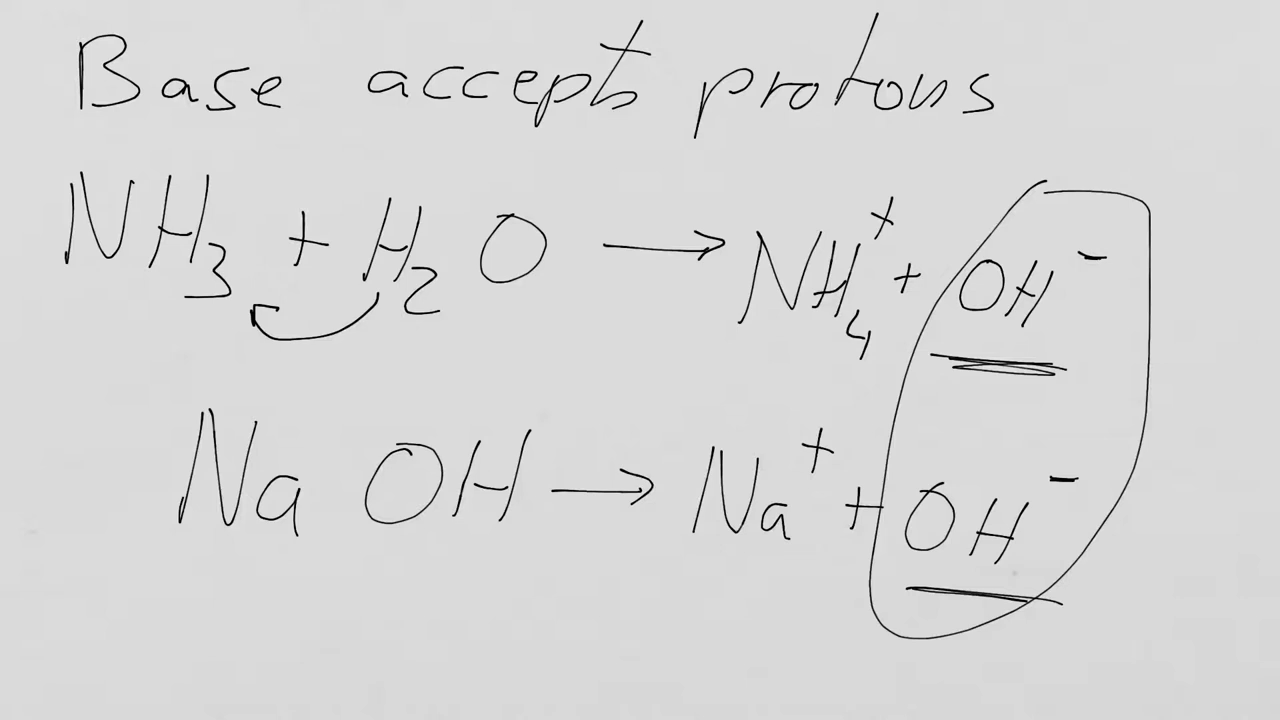 Base accepts protons
NH₃ + H₂O → NH₄⁺ + OH⁻
NaOH → Na⁺ + OH⁻